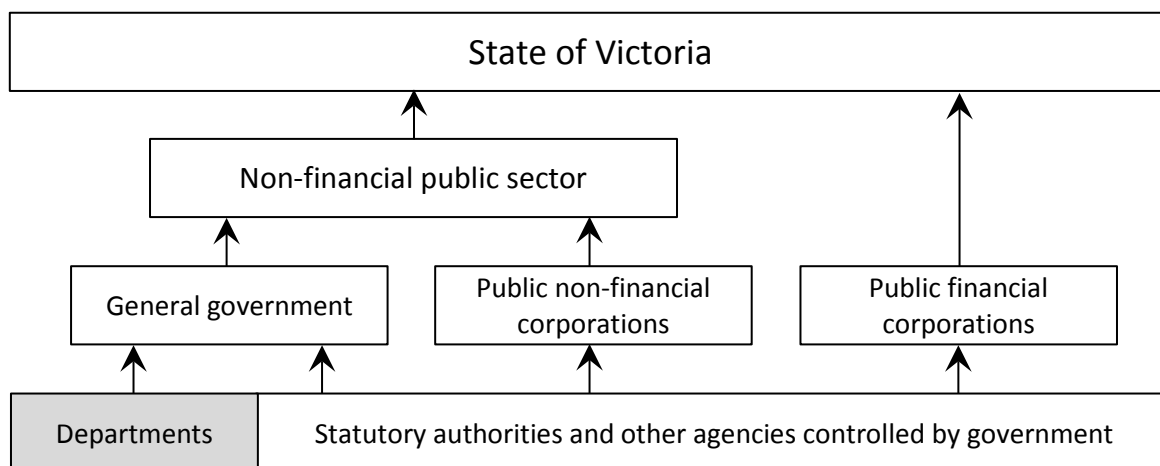 State of Victoria
Non-financial public sector
General government
Public non-financial
corporations
Public financial
corporations
Departments
Statutory authorities and other agencies controlled by government